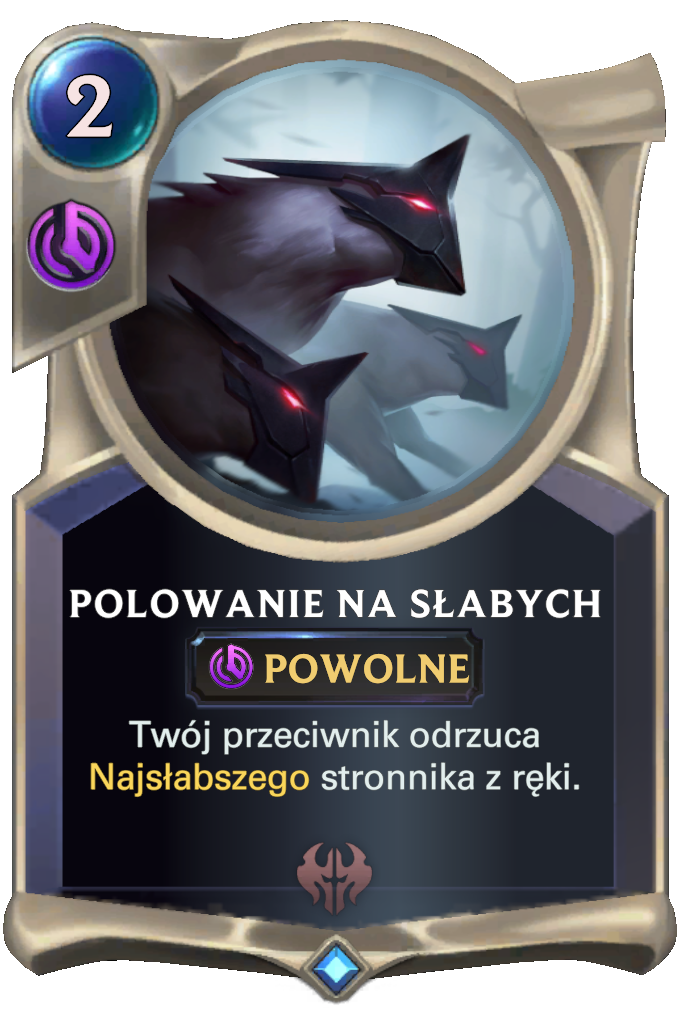 2
POLOWANIE NA SŁABYCH
POWOLNE
Twój przeciwnik odrzuca
Najsłabszego stronnika z ręki.